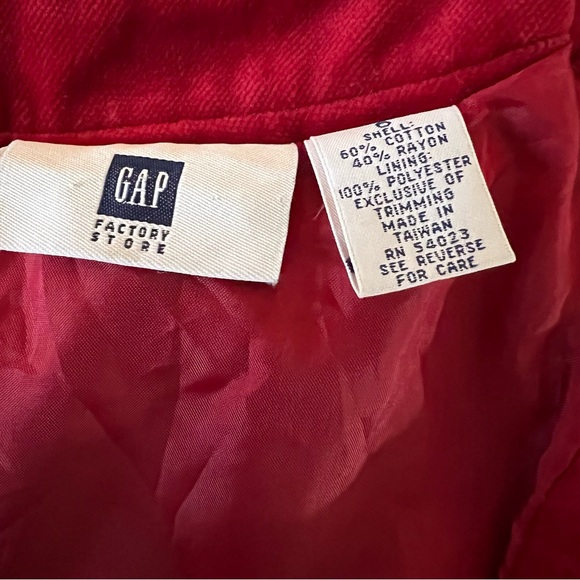 GAP
FACTORY
STORE
SHELL:
60% COTTON
40% RAYON
LINING:
100% POLYESTER
EXCLUSIVE OF
TRIMMING
MADE IN
TAIWAN
RN 54023
SEE REVERSE
FOR CARE